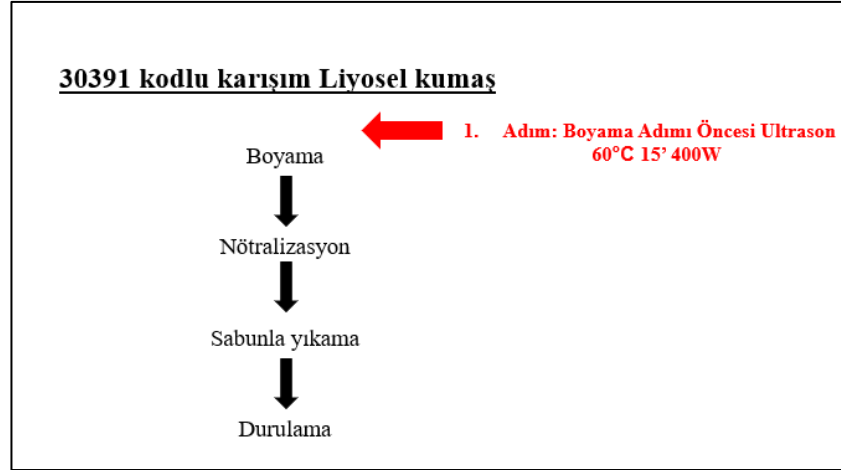 30391 kodlu karışım Liyosel kumaş
1. Adım: Boyama Adımı Öncesi Ultrason
60°C 15’ 400W
Boyama
Nötralizasyon
Sabunla yıkama
Durulama